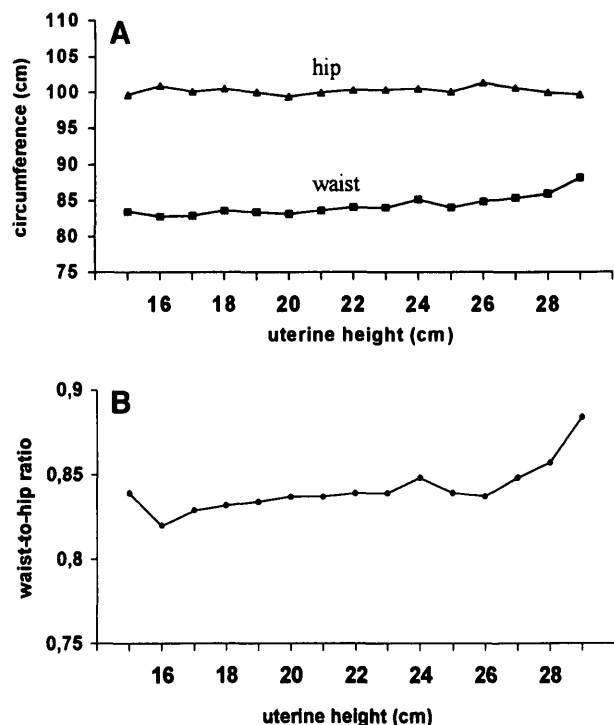 A
110
105
100
95
90
85
80
75
circumference (cm)
hip
waist
16 18 20 22 24 26 28
uterine height (cm)
B
0,9
0,85
0,8
0,75
waist-to-hip ratio
16 18 20 22 24 26 28
uterine height (cm)